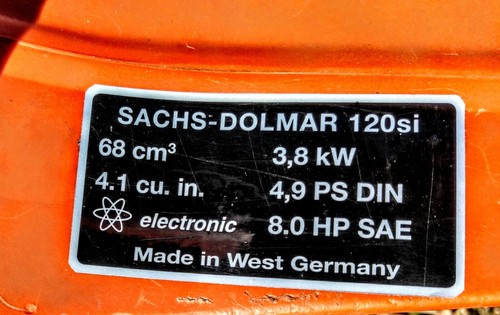 SACHS-DOLMAR 120si
68 cm³ 3,8 kW
4.1 cu. in. 4,9 PS DIN
electronic 8.0 HP SAE
Made in West Germany